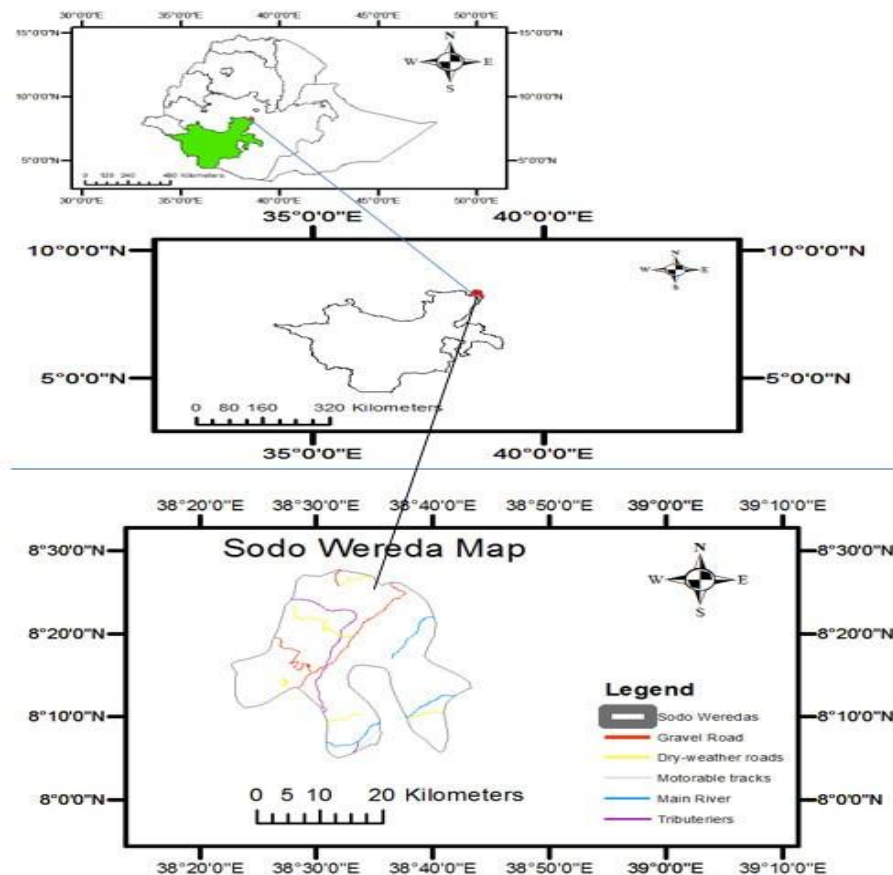 30°0'0"E 35°0'0"E 40°0'0"E 45°0'0"E 50°0'0"E
15°0'0"N 15°0'0"N
N
W E
S
10°0'0"N 10°0'0"N
5°0'0"N 5°0'0"N
0 120 240 480 Kilometers
30°0'0"E 35°0'0"E 40°0'0"E 45°0'0"E 50°0'0"E
35°0'0"E 40°0'0"E
10°0'0"N 10°0'0"N
N
W E
S
5°0'0"N 5°0'0"N
0 80 160 320 Kilometers
35°0'0"E 40°0'0"E
38°20'0"E 38°30'0"E 38°40'0"E 38°50'0"E 39°0'0"E 39°10'0"E
8°30'0"N 8°30'0"N
Sodo Wereda Map
N
W E
S
8°20'0"N 8°20'0"N
Legend
8°10'0"N 8°10'0"N
Sodo Weredas
Gravel Road
Dry-weather roads
Motorable tracks
Main River
Tributeriers
0 5 10 20 Kilometers
8°0'0"N 8°0'0"N
38°20'0"E 38°30'0"E 38°40'0"E 38°50'0"E 39°0'0"E 39°10'0"E